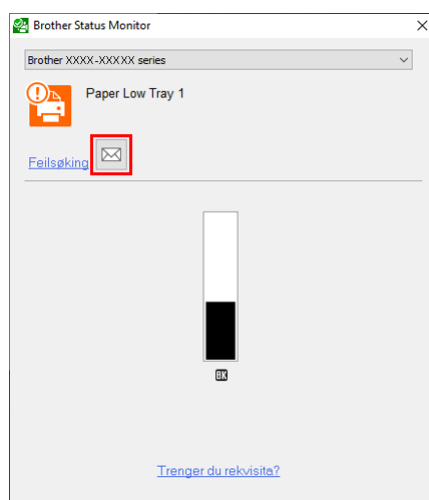 Brother Status Monitor
Brother XXXX-XXXXX series
Paper Low Tray 1
Feilsøking
BK
Trenger du rekvisita?